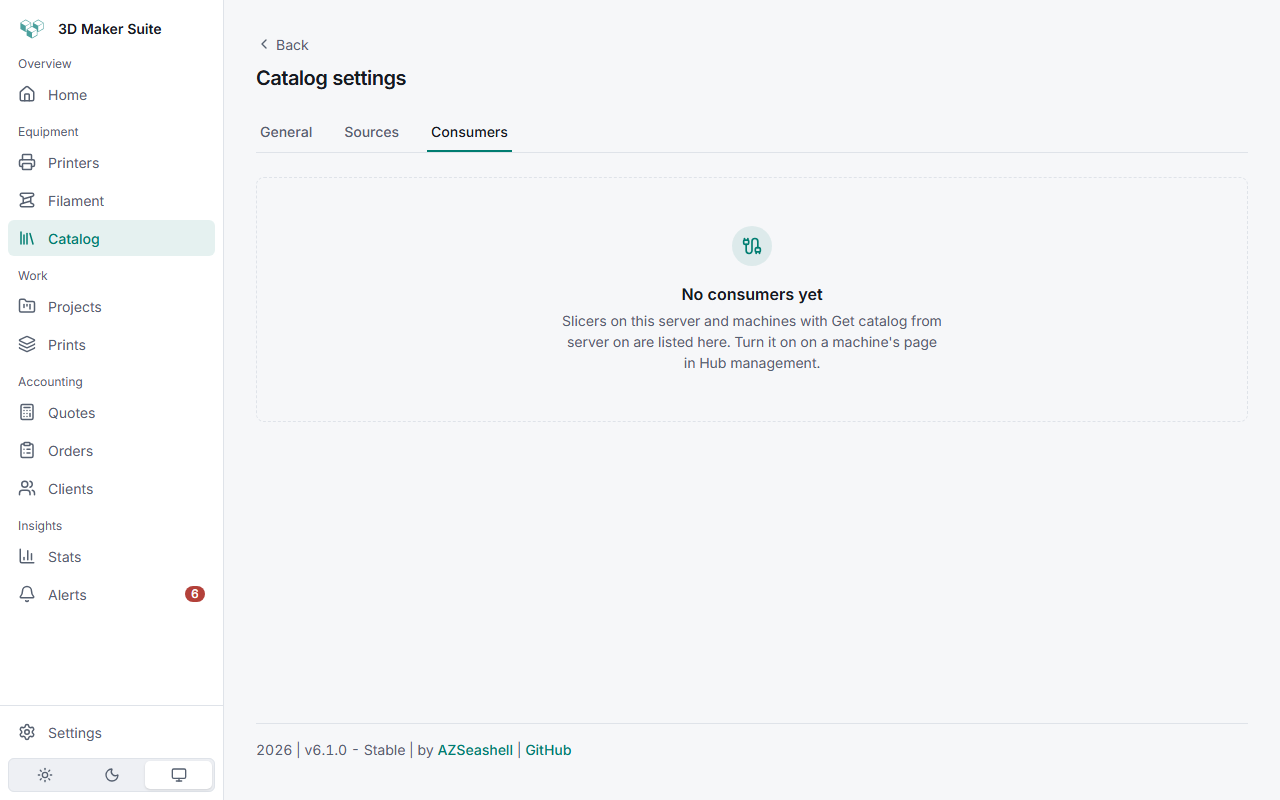 3D Maker Suite
Overview
Home
Equipment
Printers
Filament
Catalog
Work
Projects
Prints
Accounting
Quotes
Orders
Clients
Insights
Stats
Alerts 6
Settings
Back
Catalog settings
General Sources Consumers
No consumers yet
Slicers on this server and machines with Get catalog from
server on are listed here. Turn it on on a machine's page
in Hub management.
2026 | v6.1.0 - Stable | by AZSeashell | GitHub